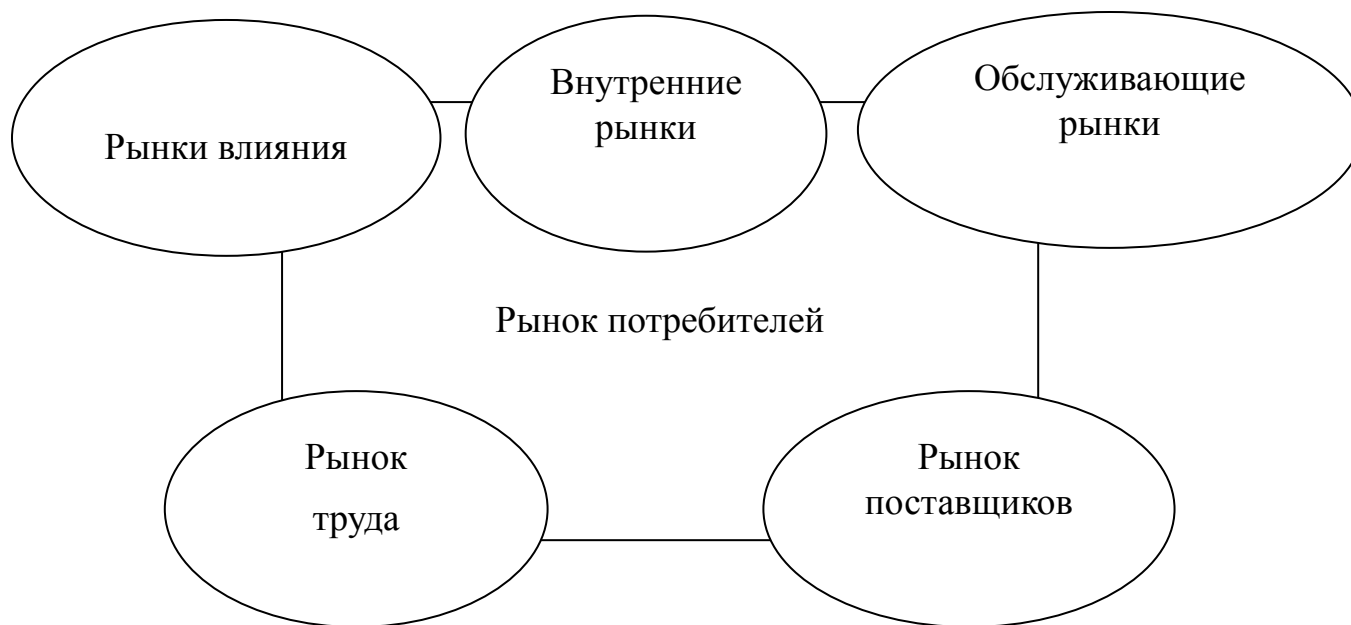 Рынки влияния
Внутренние
рынки
Обслуживающие
рынки
Рынок потребителей
Рынок
труда
Рынок
поставщиков